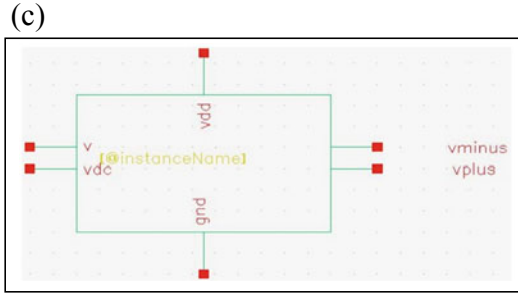 (c)
vdd
v
vminus
[@instanceName]
vdc
vplus
gnd